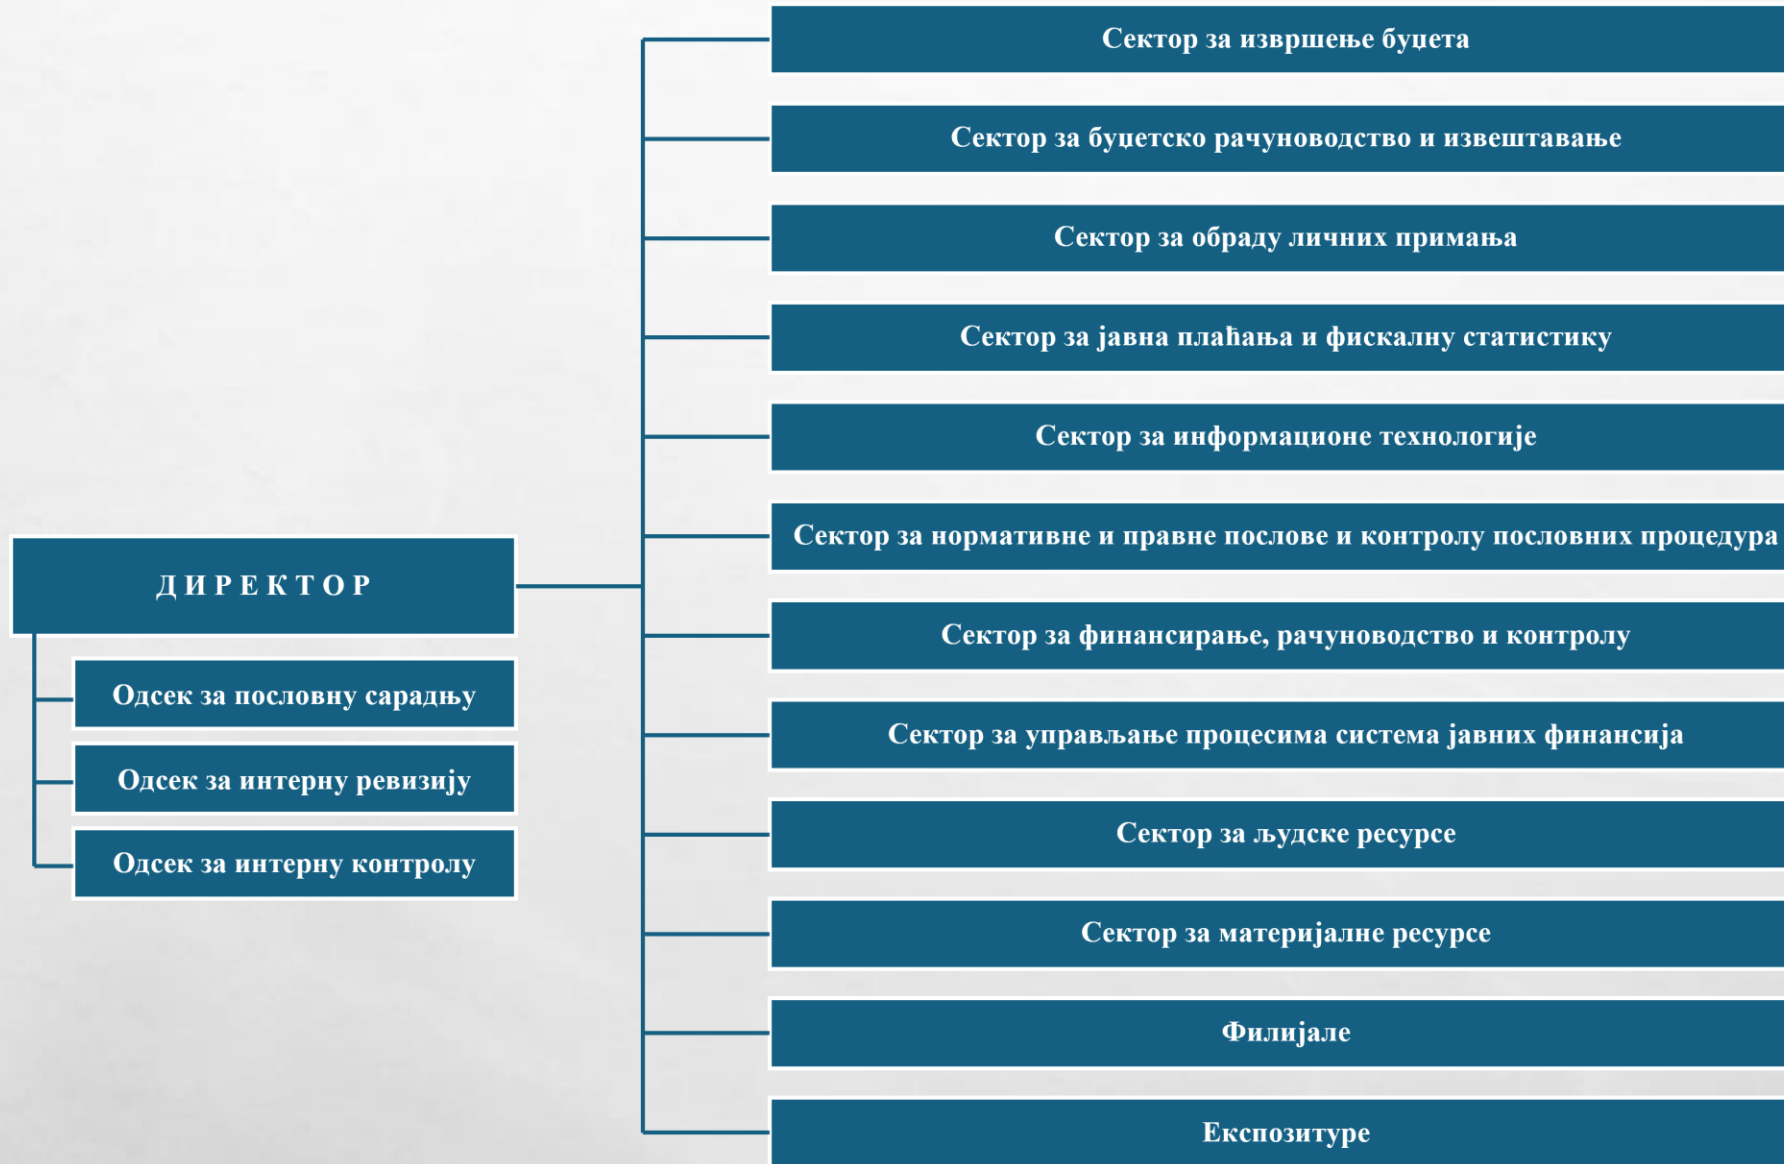 Д И Р Е К Т О Р
Одсек за пословну сарадњу
Одсек за интерну ревизију
Одсек за интерну контролу
Сектор за извршење буџета
Сектор за буџетско рачуноводство и извештавање
Сектор за обраду личних примања
Сектор за јавна плаћања и фискалну статистику
Сектор за информационе технологије
Сектор за нормативне и правне послове и контролу пословних процедура
Сектор за финансирање, рачуноводство и контролу
Сектор за управљање процесима система јавних финансија
Сектор за људске ресурсе
Сектор за материјалне ресурсе
Филијале
Експозитуре